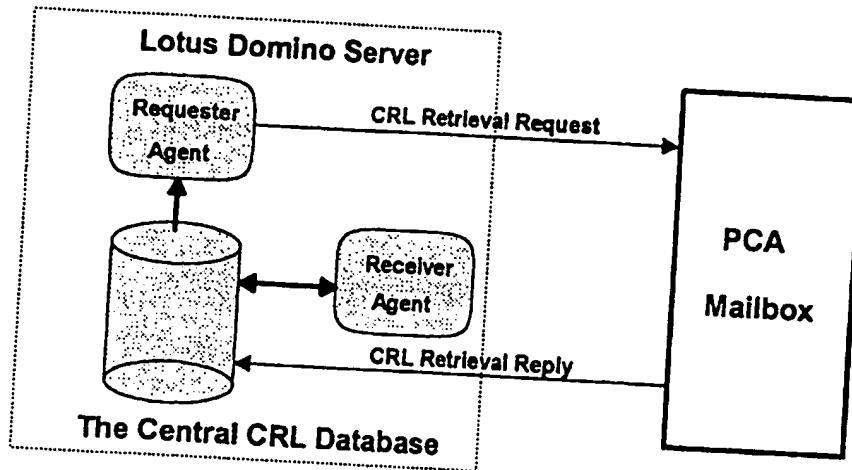 Lotus Domino Server
Requester
Agent
CRL Retrieval Request
PCA
Mailbox
Receiver
Agent
CRL Retrieval Reply
The Central CRL Database